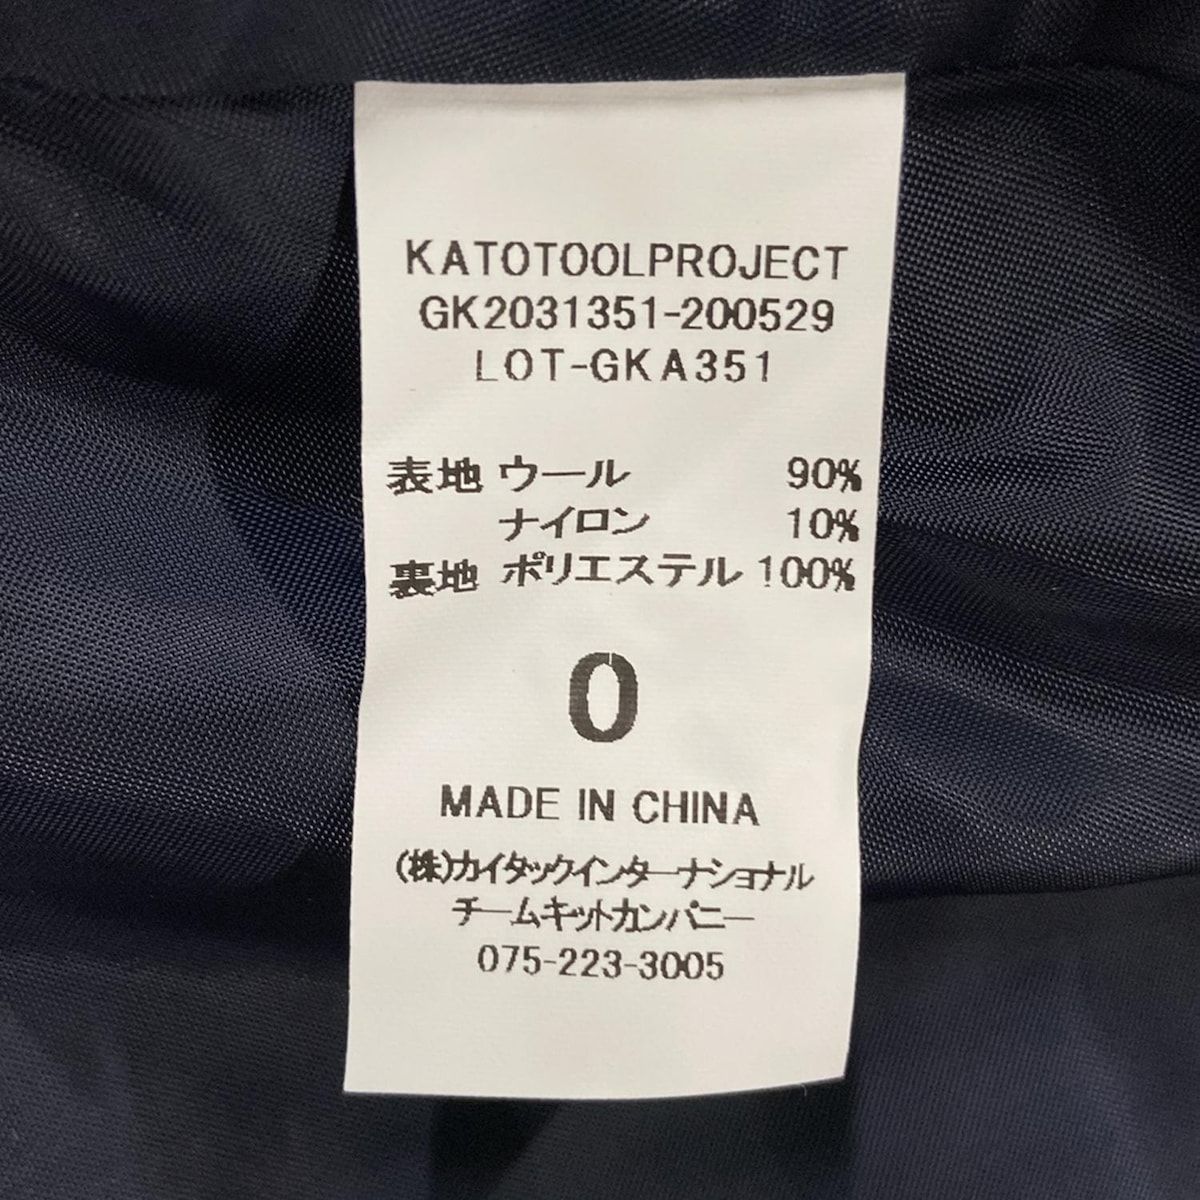 KATOTOOLPROJECT
GK2031351-200529
LOT-GKA351
表地 ウール 90%
ナイロン 10%
裏地 ポリエステル 100%
0
MADE IN CHINA
(株)カイタックインターナショナル
チームキットカンパニー
075-223-3005